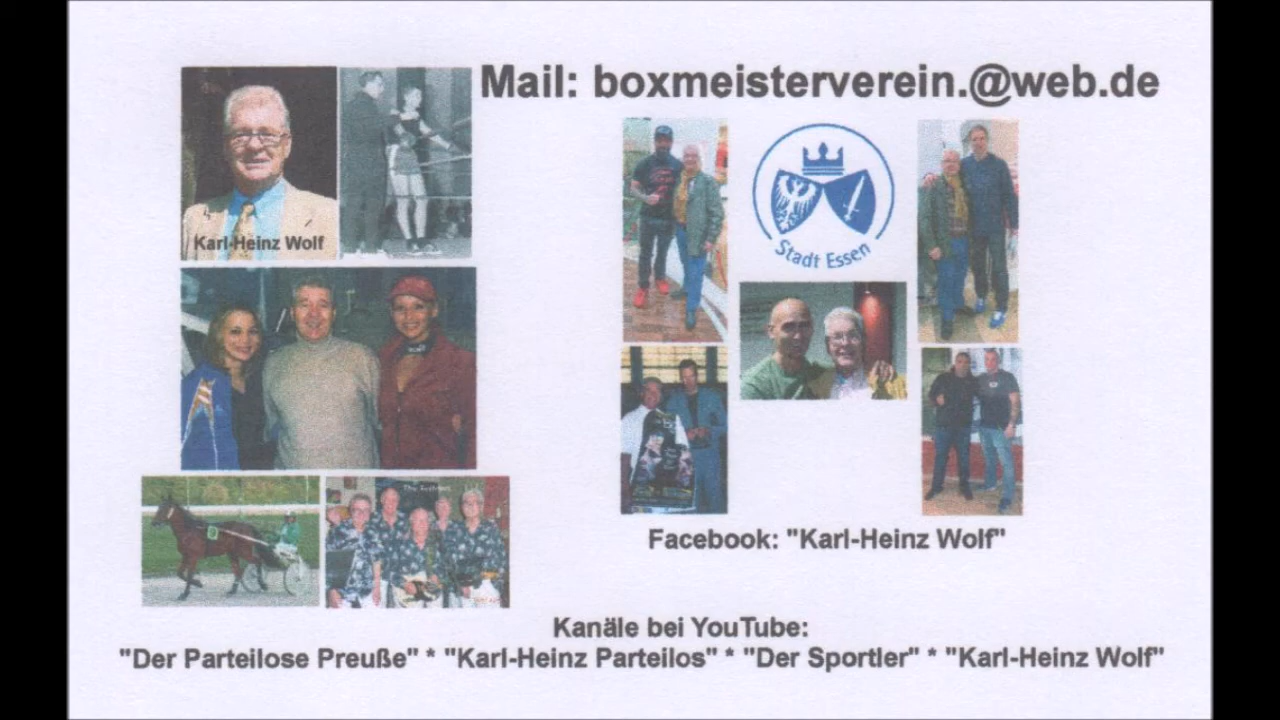 Mail: boxmeisterverein.@web.de
Karl-Heinz Wolf
Stadt Essen
Facebook: "Karl-Heinz Wolf"
Kanäle bei YouTube:
"Der Parteilose Preuße" * "Karl-Heinz Parteilos" * "Der Sportler" * "Karl-Heinz Wolf"